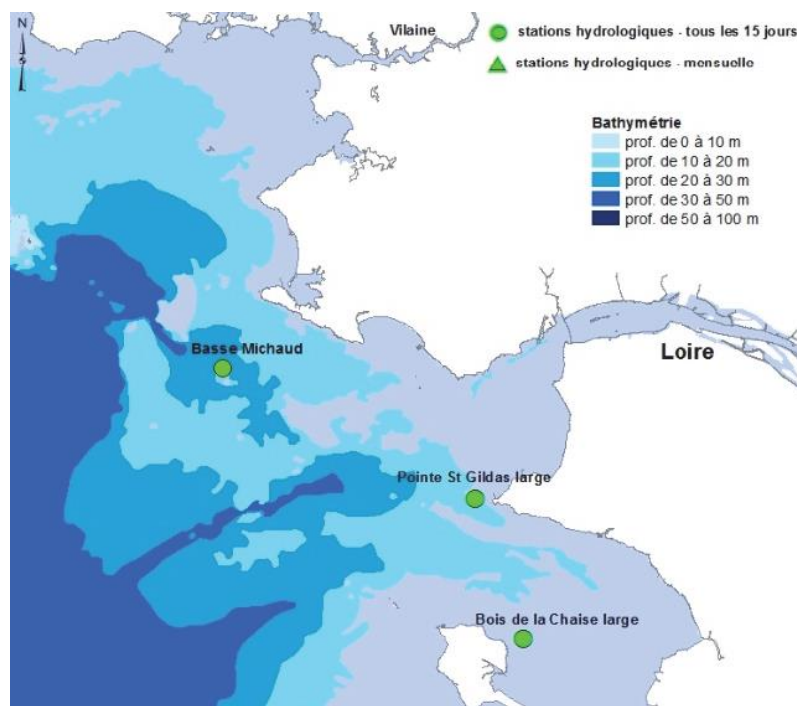 N
Vilaine
stations hydrologiques - tous les 15 jours
stations hydrologiques - mensuelle
Bathymétrie
prof. de 0 à 10 m
prof. de 10 à 20 m
prof. de 20 à 30 m
prof. de 30 à 50 m
prof. de 50 à 100 m
Basse Michaud
Loire
Pointe St Gildas large
Bois de la Chaise large